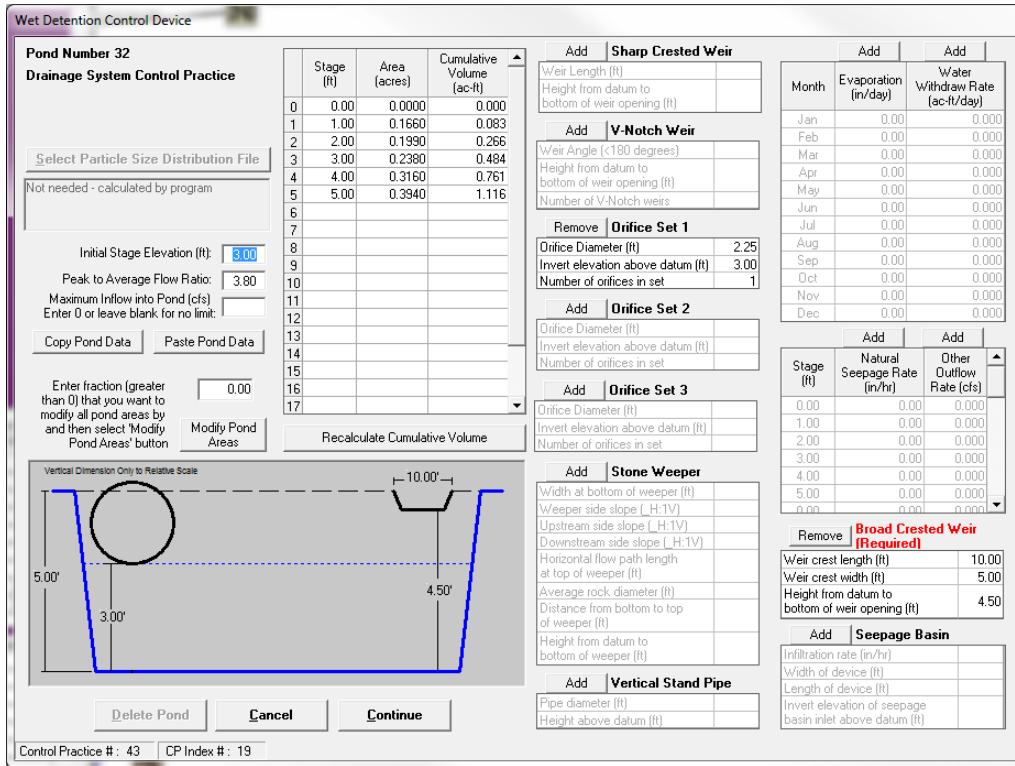 Wet Detention Control Device
Pond Number 32
Drainage System Control Practice
Select Particle Size Distribution File
Not needed - calculated by program
Initial Stage Elevation (ft): 3.00
Peak to Average Flow Ratio: 3.80
Maximum Inflow into Pond (cfs)
Enter 0 or leave blank for no limit:
Copy Pond Data Paste Pond Data
Enter fraction (greater
than 0) that you want to
modify all pond areas by
and then select 'Modify
Pond Areas' button
0.00
Modify Pond
Areas
Stage
(ft)
Area
(acres)
Cumulative
Volume
(ac-ft)
0 0.00 0.0000 0.000
1 1.00 0.1660 0.083
2 2.00 0.1990 0.266
3 3.00 0.2380 0.484
4 4.00 0.3160 0.761
5 5.00 0.3940 1.116
6
7
8
9
10
11
12
13
14
15
16
17
Recalculate Cumulative Volume
Vertical Dimension Only to Relative Scale
10.00'
5.00'
3.00'
4.50'
Delete Pond Cancel Continue
Control Practice # : 43 CP Index # : 19
Add Sharp Crested Weir
Weir Length (ft)
Height from datum to
bottom of weir opening (ft)
Add V-Notch Weir
Weir Angle (<180 degrees)
Height from datum to
bottom of weir opening (ft)
Number of V-Notch weirs
Remove Orifice Set 1
Orifice Diameter (ft) 2.25
Invert elevation above datum (ft) 3.00
Number of orifices in set 1
Add Orifice Set 2
Orifice Diameter (ft)
Invert elevation above datum (ft)
Number of orifices in set
Add Orifice Set 3
Orifice Diameter (ft)
Invert elevation above datum (ft)
Number of orifices in set
Add Stone Weeper
Width at bottom of weeper (ft)
Weeper side slope (_H:1V)
Upstream side slope (_H:1V)
Downstream side slope (_H:1V)
Horizontal flow path length
at top of weeper (ft)
Average rock diameter (ft)
Distance from bottom to top
of weeper (ft)
Height from datum to
bottom of weeper (ft)
Add Vertical Stand Pipe
Pipe diameter (ft)
Height above datum (ft)
Add Add
Month
Evaporation
(in/day)
Water
Withdraw Rate
(ac-ft/day)
Jan 0.00 0.000
Feb 0.00 0.000
Mar 0.00 0.000
Apr 0.00 0.000
May 0.00 0.000
Jun 0.00 0.000
Jul 0.00 0.000
Aug 0.00 0.000
Sep 0.00 0.000
Oct 0.00 0.000
Nov 0.00 0.000
Dec 0.00 0.000
Add Add
Stage
(ft)
Natural
Seepage Rate
(in/hr)
Other
Outflow
Rate (cfs)
0.00 0.00 0.000
1.00 0.00 0.000
2.00 0.00 0.000
3.00 0.00 0.000
4.00 0.00 0.000
5.00 0.00 0.000
0.00 0.00 0.000
Remove Broad Crested Weir
(Required)
Weir crest length (ft) 10.00
Weir crest width (ft) 5.00
Height from datum to
bottom of weir opening (ft) 4.50
Add Seepage Basin
Infiltration rate (in/hr)
Width of device (ft)
Length of device (ft)
Invert elevation of seepage
basin inlet above datum (ft)